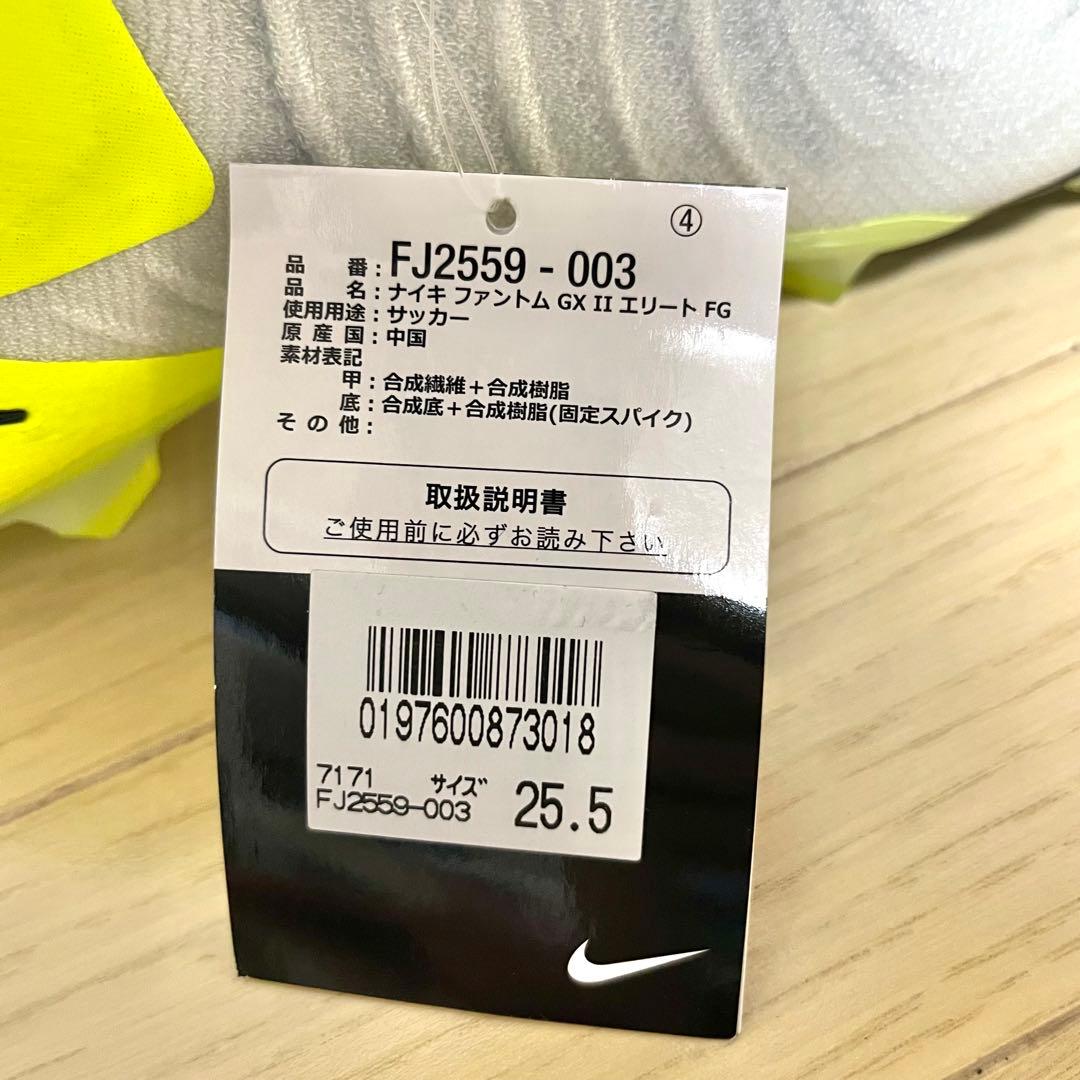 ④
品 番：FJ2559 - 003
品 名：ナイキ ファントム GX II エリート FG
使用用途：サッカー
原 産 国：中国
素材表記
甲：合成繊維＋合成樹脂
底：合成底＋合成樹脂(固定スパイク)
そ の 他：
取扱説明書
ご使用前に必ずお読み下さい
0197600873018
7171 サイズ 25.5
FJ2559-003